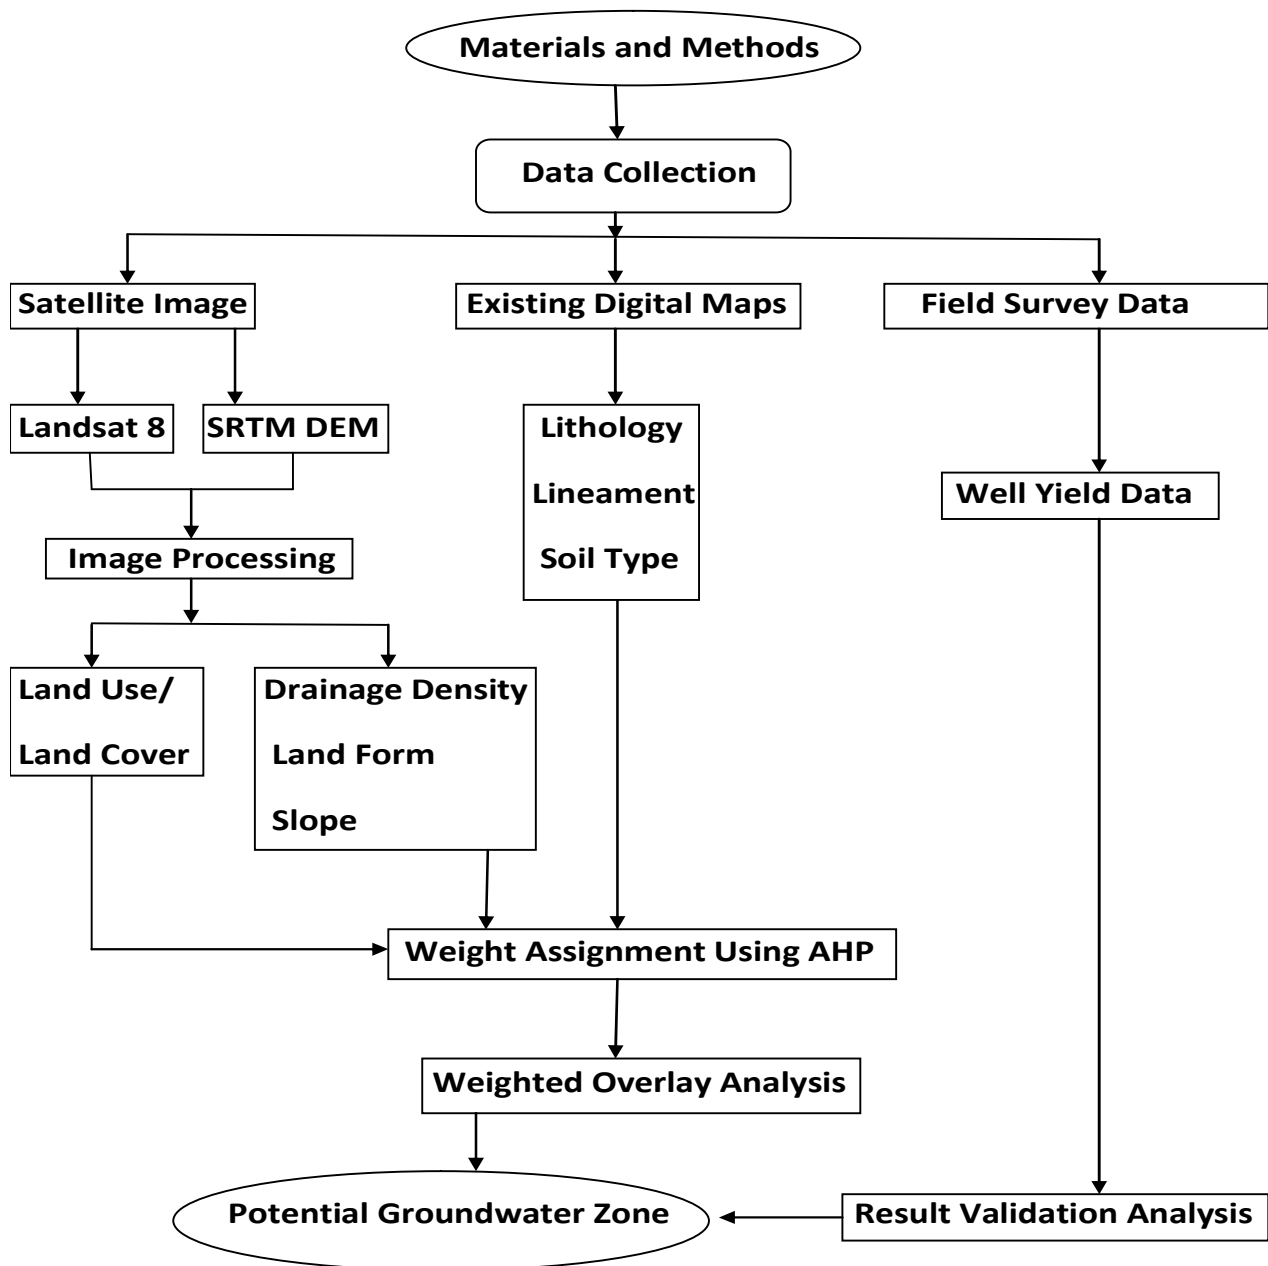 Materials and Methods
Data Collection
Satellite Image
Existing Digital Maps
Field Survey Data
Landsat 8
SRTM DEM
Lithology
Lineament
Soil Type
Well Yield Data
Image Processing
Land Use/
Land Cover
Drainage Density
Land Form
Slope
Weight Assignment Using AHP
Weighted Overlay Analysis
Potential Groundwater Zone
Result Validation Analysis